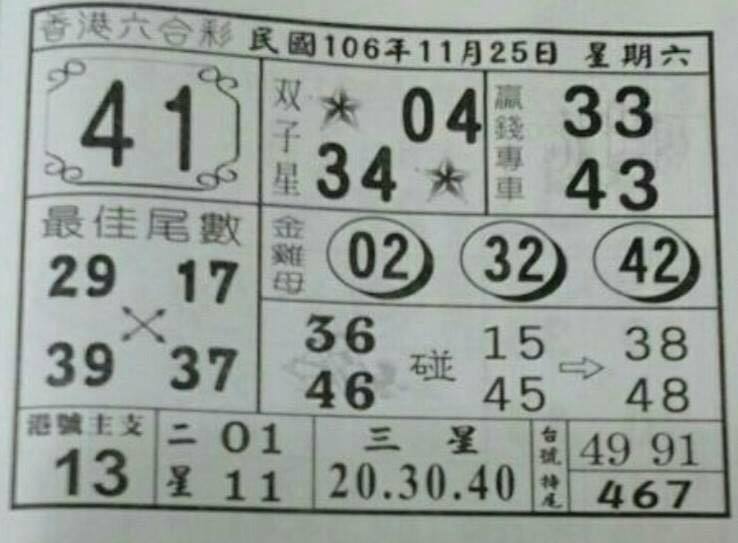 香港六合彩 民國106年11月25日 星期六
41
双子星
04
34
贏錢專車
33
43
最佳尾數
29 17
39 37
金雞母
02 32 42
36
46
碰
15
45
⇨
38
48
港號主支
13
二星
01
11
三星
20.30.40
台號
49 91
特尾
467